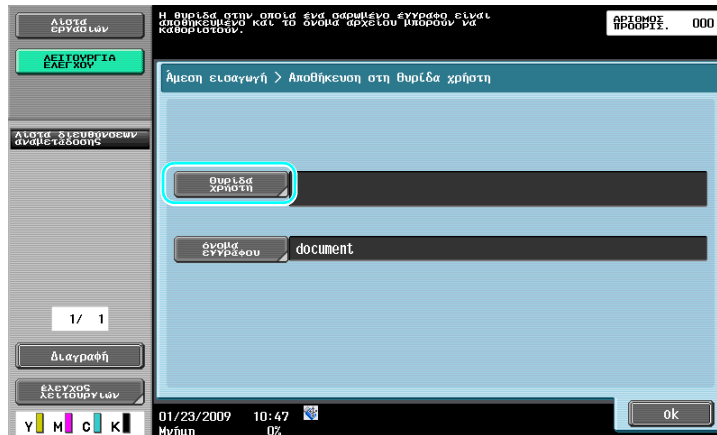 Λίστα
εργασιών
Η θυρίδα στην οποία ένα σαρωμένο έγγραφο είναι
αποθηκευμένο και το όνομα αρχείου μπορούν να
καθοριστούν.
ΑΡΙΘΜΟΣ
ΠΡΟΟΡΙΣ.
000
ΛΕΙΤΟΥΡΓΙΑ
ΕΛΕΓΧΟΥ
Άμεση εισαγωγή > Αποθήκευση στη θυρίδα χρήστη
Λίστα διευθύνσεων
αναμετάδοσης
θυρίδα
χρήστη
όνομα
εγγράφου
document
1/ 1
Διαγραφή
έλεγχος
λειτουργιών
ok
01/23/2009 10:47
Μνήμη 0%
Y M C K